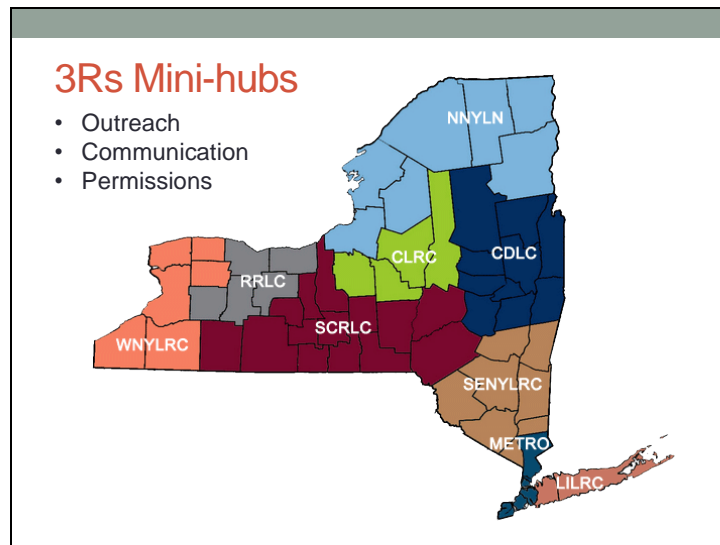 3Rs Mini-hubs
• Outreach
• Communication
• Permissions
NNYLN
CLRC
CDLC
RRLC
SCRLC
WNYLRC
SENYLRC
METRO
LILRC